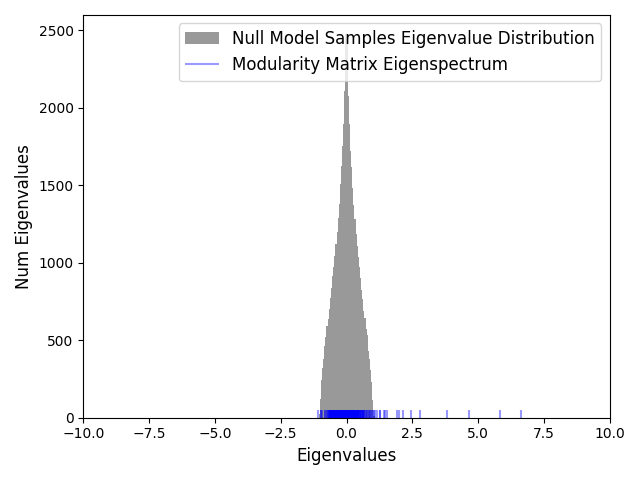 Null Model Samples Eigenvalue Distribution
Modularity Matrix Eigenspectrum
2500
2000
1500
1000
500
0
Num Eigenvalues
−10.0 −7.5 −5.0 −2.5 0.0 2.5 5.0 7.5 10.0
Eigenvalues